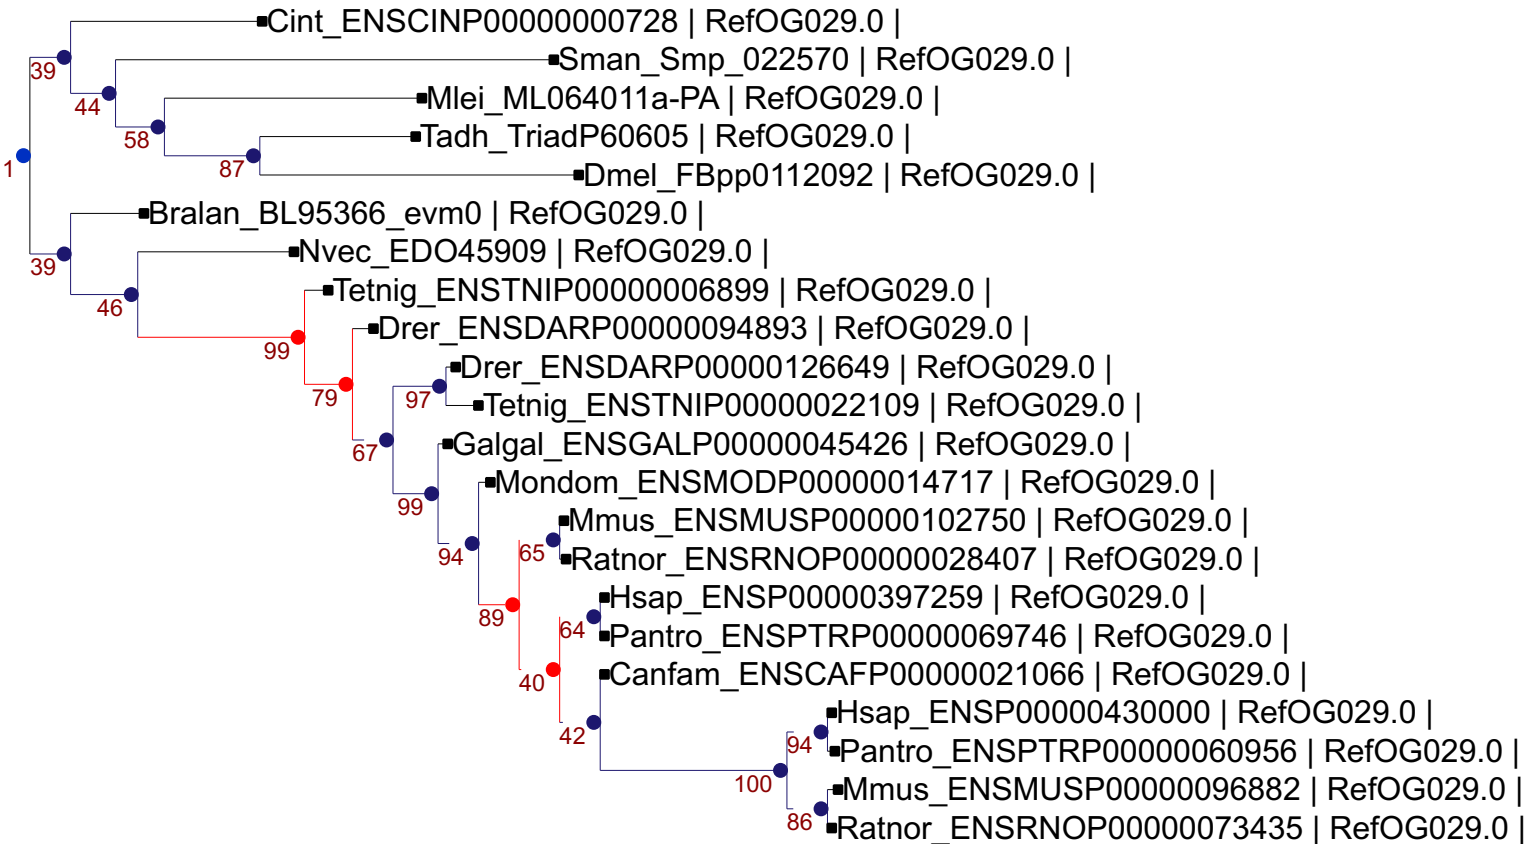 Cint_ENSCINP00000000728 | RefOG029.0 |
39
Sman_Smp_022570 | RefOG029.0 |
44
Mlei_ML064011a-PA | RefOG029.0 |
58
Tadh_TriadP60605 | RefOG029.0 |
1
87
Dmel_FBpp0112092 | RefOG029.0 |
Bralan_BL95366_evm0 | RefOG029.0 |
39
Nvec_EDO45909 | RefOG029.0 |
46
Tetnig_ENSTNIP00000006899 | RefOG029.0 |
99
Drer_ENSDARP00000094893 | RefOG029.0 |
79
Drer_ENSDARP00000126649 | RefOG029.0 |
97
Tetnig_ENSTNIP00000022109 | RefOG029.0 |
67
Galgal_ENSGALP00000045426 | RefOG029.0 |
99
Mondom_ENSMODP00000014717 | RefOG029.0 |
94
Mmus_ENSMUSP00000102750 | RefOG029.0 |
65
Ratnor_ENSRNOP00000028407 | RefOG029.0 |
89
Hsap_ENSP00000397259 | RefOG029.0 |
64
Pantro_ENSPTRP00000069746 | RefOG029.0 |
40
Canfam_ENSCAFP00000021066 | RefOG029.0 |
42
Hsap_ENSP00000430000 | RefOG029.0 |
94
Pantro_ENSPTRP00000060956 | RefOG029.0 |
100
Mmus_ENSMUSP00000096882 | RefOG029.0 |
86
Ratnor_ENSRNOP00000073435 | RefOG029.0 |